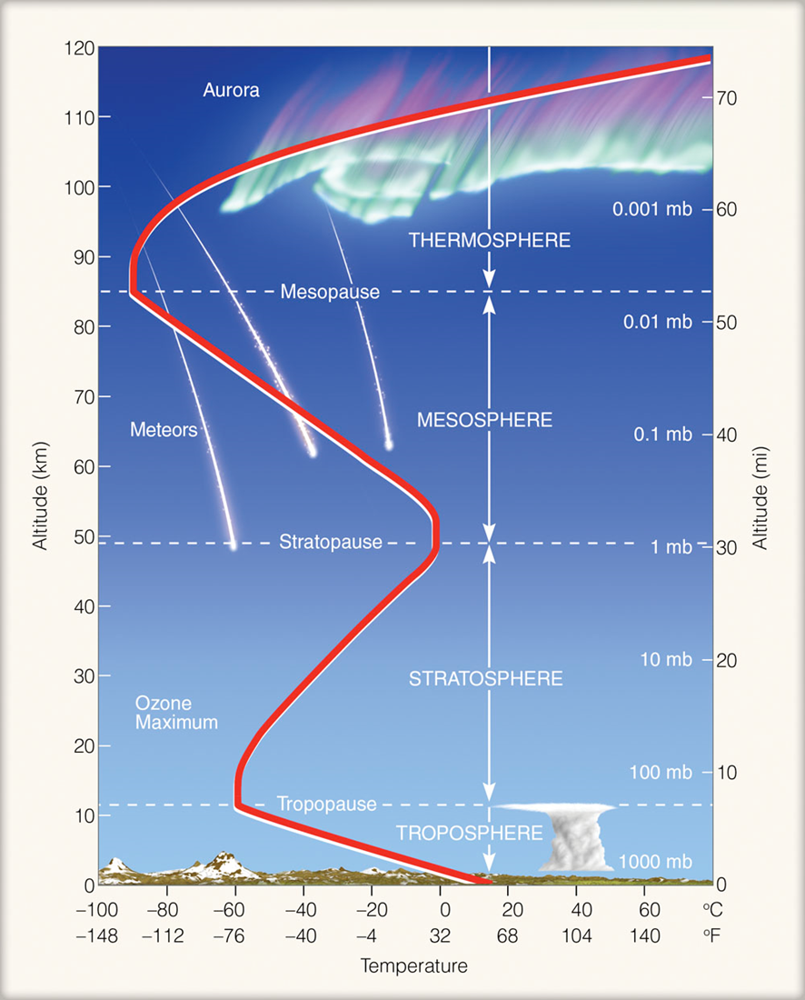 120
110
100
90
80
70
60
50
40
30
20
10
0
Altitude (km)
Aurora
THERMOSPHERE
Mesopause
Meteors
MESOSPHERE
Stratopause
STRATOSPHERE
Ozone
Maximum
Tropopause
TROPOSPHERE
0.001 mb
0.01 mb
0.1 mb
1 mb
10 mb
100 mb
1000 mb
70
60
50
40
30
20
10
0
Altitude (mi)
–100 –80 –60 –40 –20 0 20 40 60 °C
–148 –112 –76 –40 –4 32 68 104 140 °F
Temperature